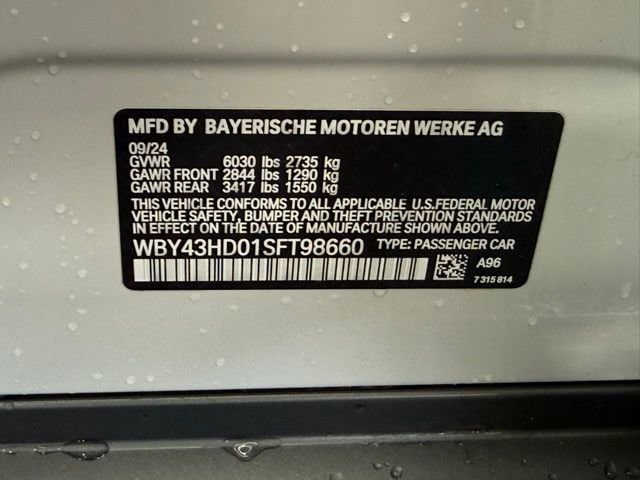 MFD BY BAYERISCHE MOTOREN WERKE AG
09/24
GVWR 6030 lbs 2735 kg
GAWR FRONT 2844 lbs 1290 kg
GAWR REAR 3417 lbs 1550 kg
THIS VEHICLE CONFORMS TO ALL APPLICABLE U.S.FEDERAL MOTOR
VEHICLE SAFETY, BUMPER AND THEFT PREVENTION STANDARDS
IN EFFECT ON THE DATE OF MANUFACTURE SHOWN ABOVE.
WBY43HD01SFT98660 TYPE: PASSENGER CAR
A96
7 315 814